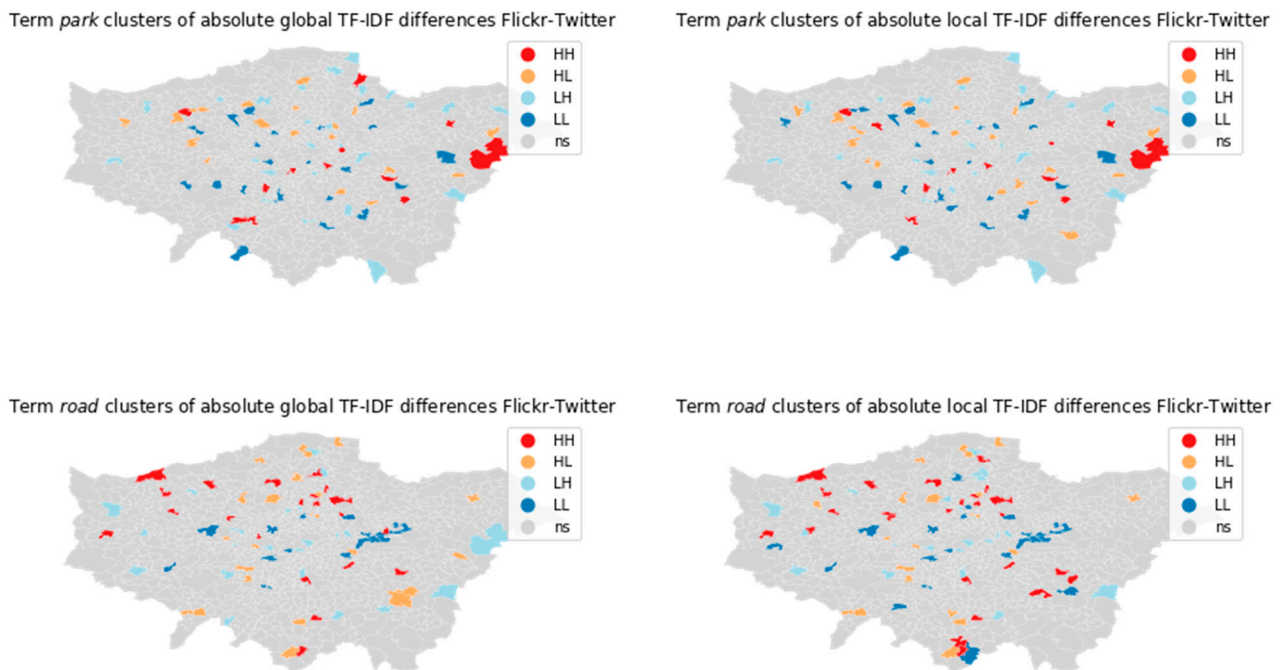 Term park clusters of absolute global TF-IDF differences Flickr-Twitter
HH
HL
LH
LL
ns
Term park clusters of absolute local TF-IDF differences Flickr-Twitter
HH
HL
LH
LL
ns
Term road clusters of absolute global TF-IDF differences Flickr-Twitter
HH
HL
LH
LL
ns
Term road clusters of absolute local TF-IDF differences Flickr-Twitter
HH
HL
LH
LL
ns